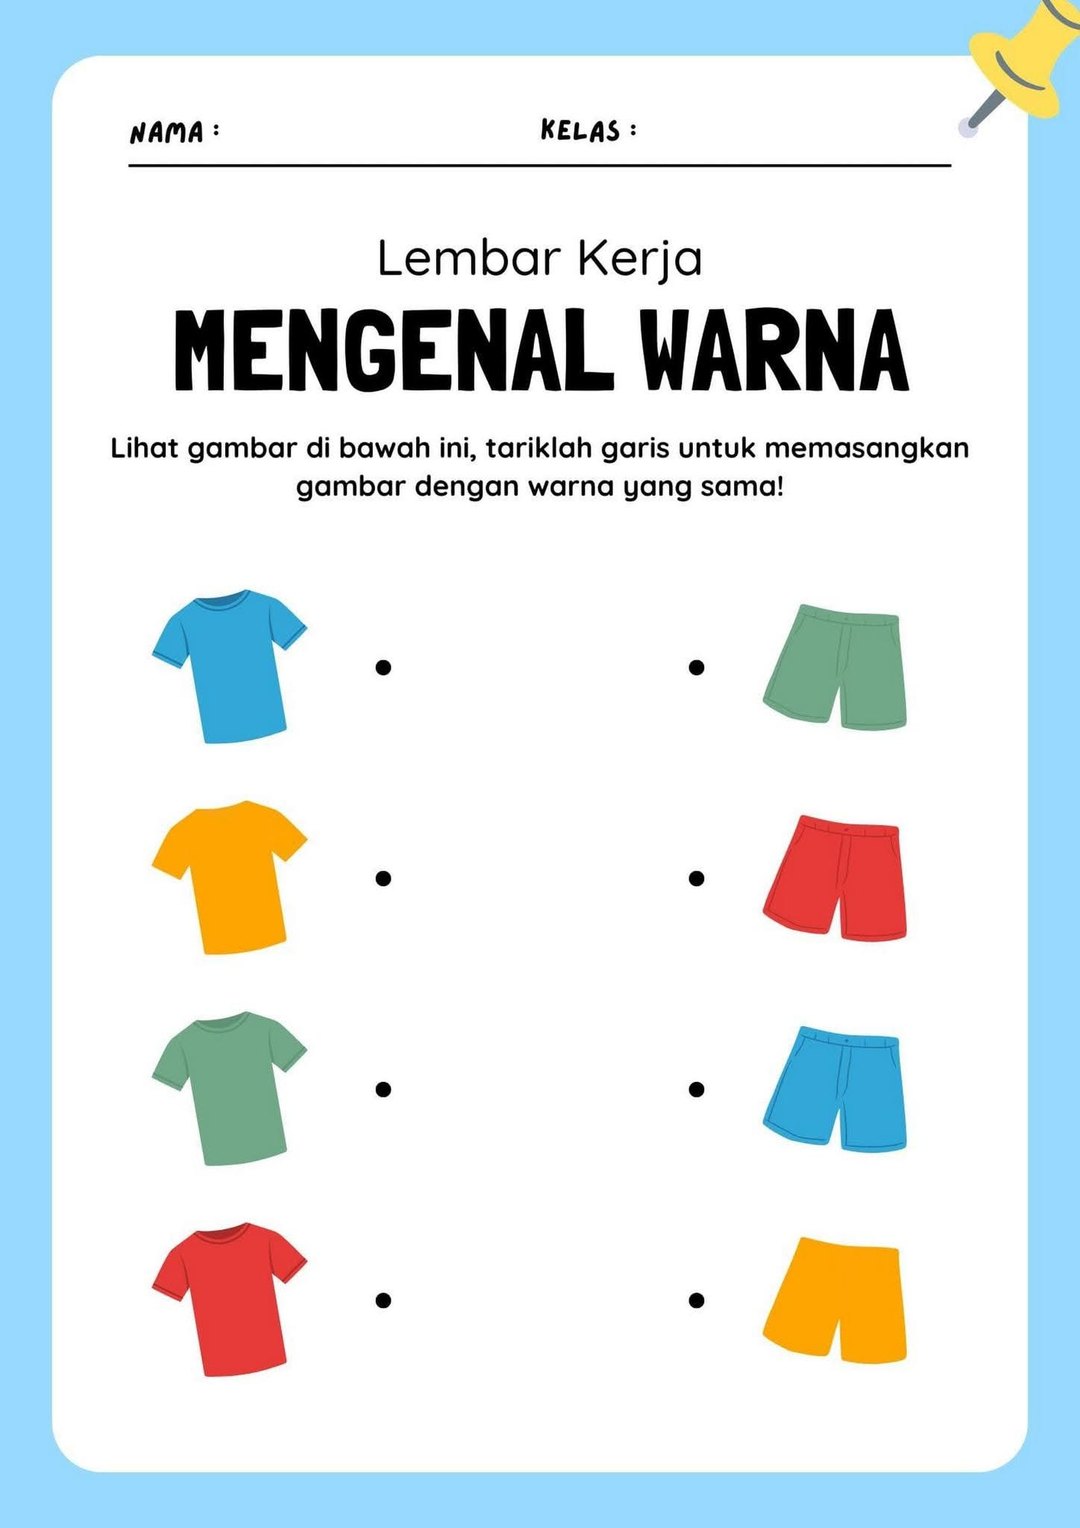 NAMA :
KELAS :
Lembar Kerja
MENGENAL WARNA
Lihat gambar di bawah ini, tariklah garis untuk memasangkan
gambar dengan warna yang sama!